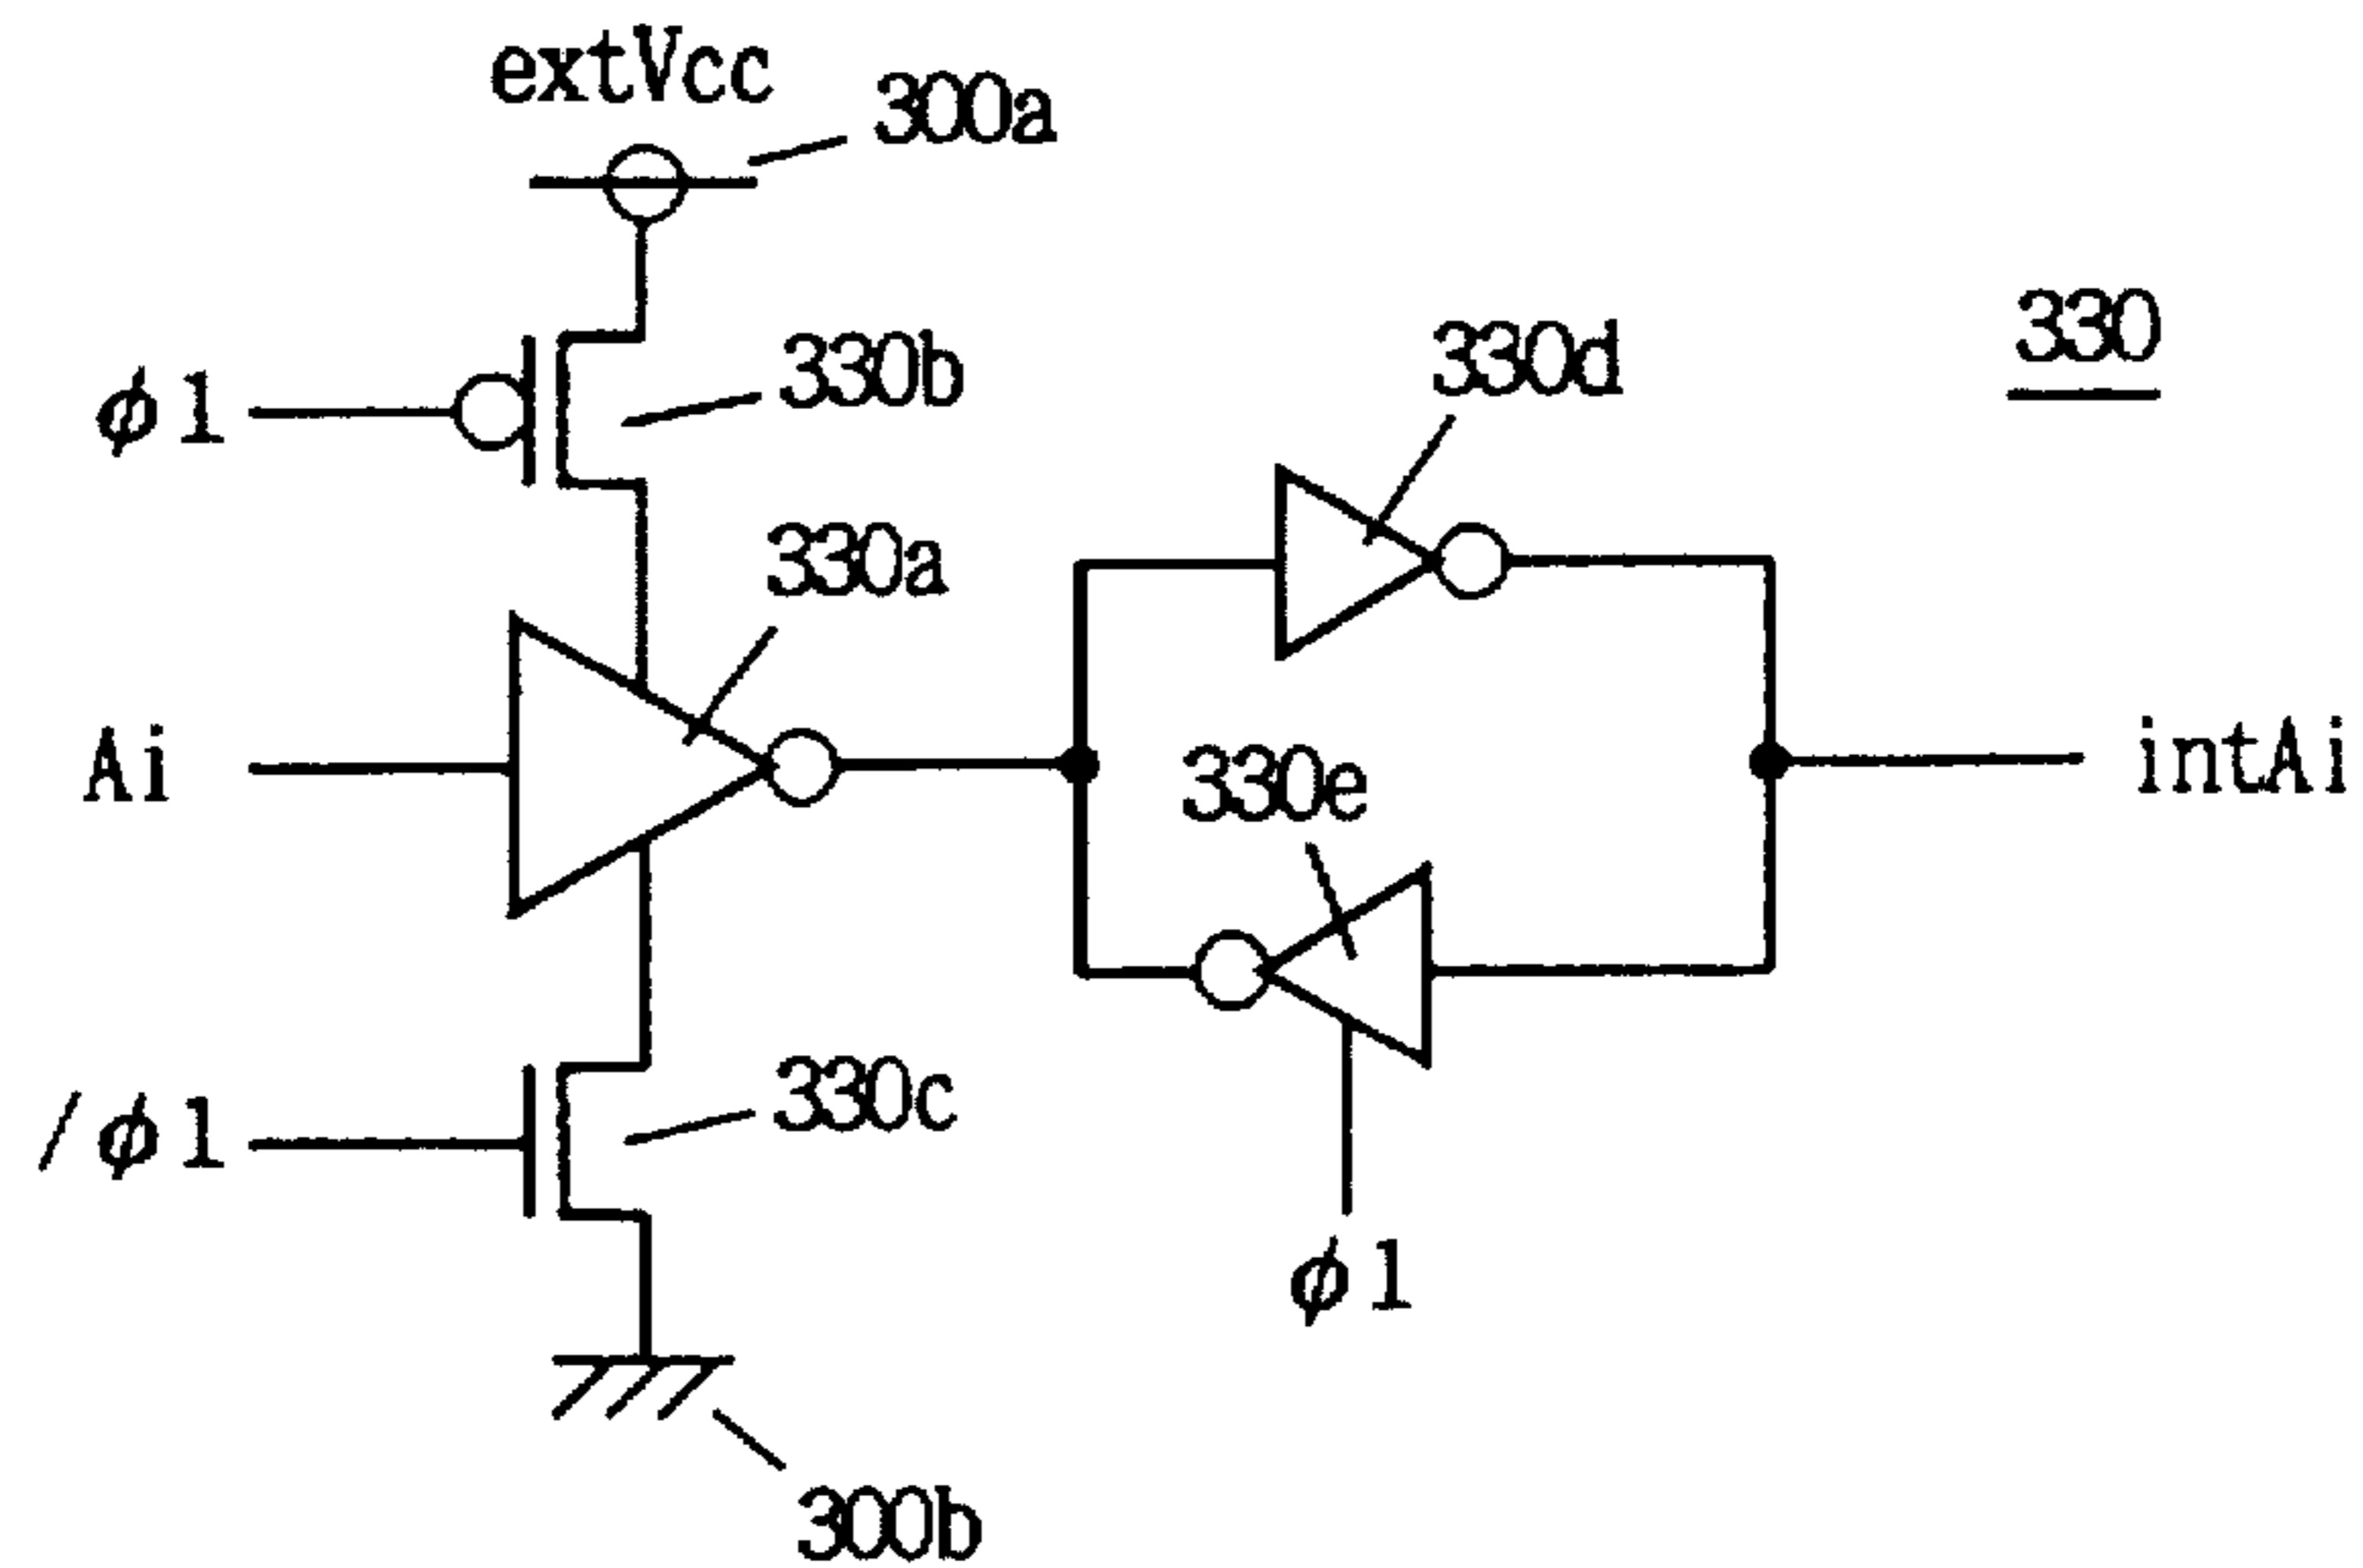 extVcc
300a
330
330b
330d
ϕ1
330a
Ai
330e
intAi
330c
/ϕ1
ϕ1
300b